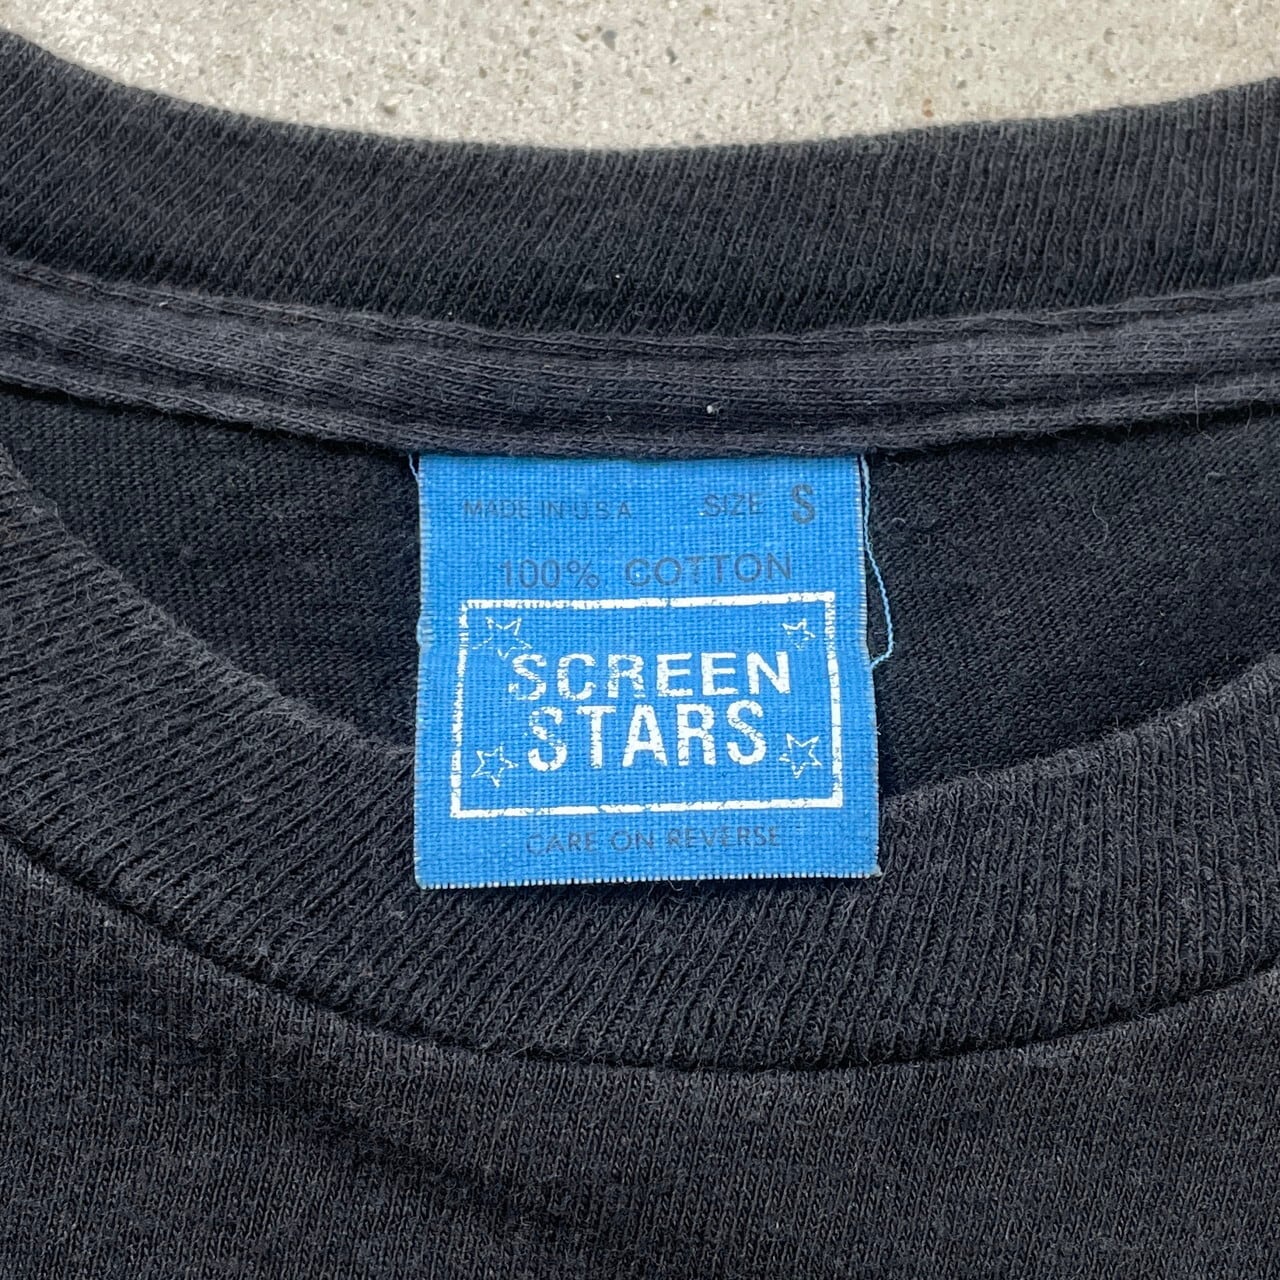 MADE IN U.S.A. SIZE S
100% COTTON
SCREEN
STARS
CARE ON REVERSE